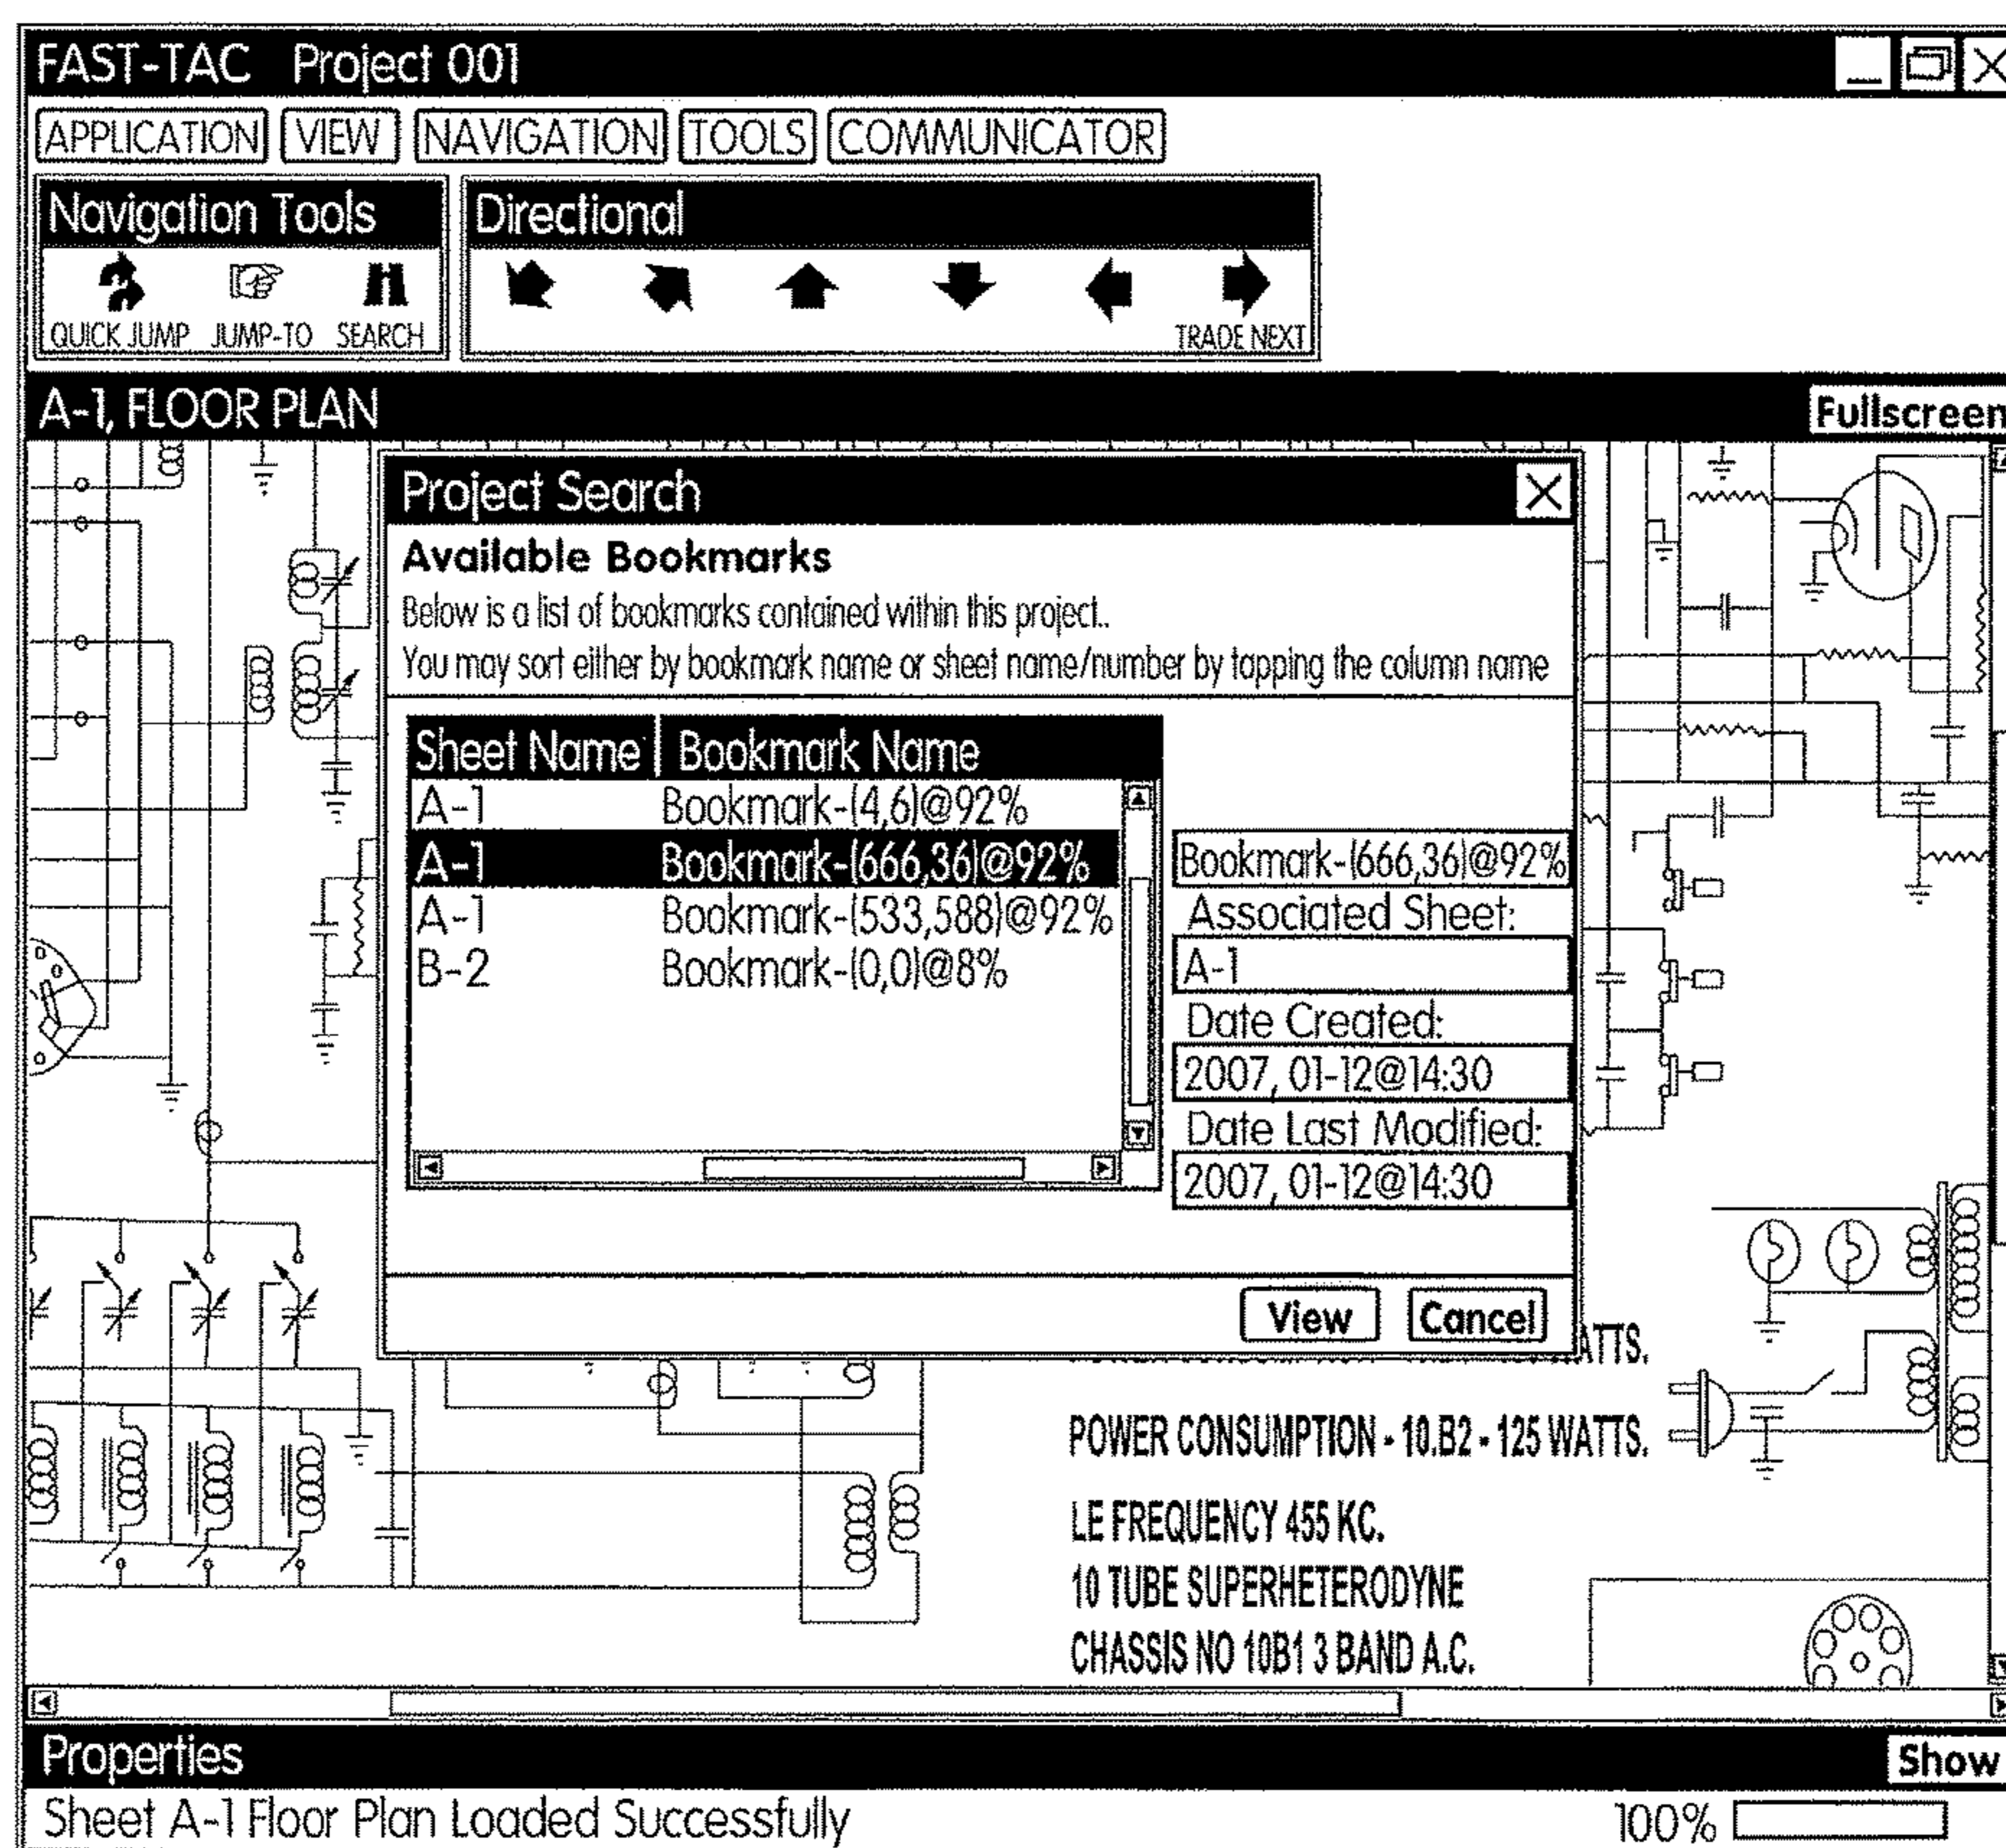 FAST-TAC Project 001
APPLICATION VIEW NAVIGATION TOOLS COMMUNICATOR
Navigation Tools Directional
QUICK JUMP JUMP-TO SEARCH TRADE NEXT
A-1, FLOOR PLAN Fullscreen
Project Search
Available Bookmarks
Below is a list of bookmarks contained within this project..
You may sort either by bookmark name or sheet name/number by tapping the column name
Sheet Name Bookmark Name
A-1 Bookmark-(4,6)@92%
A-1 Bookmark-(666,36)@92% Bookmark-(666,36)@92%
A-1 Bookmark-(533,588)@92% Associated Sheet:
B-2 Bookmark-(0,0)@8% A-1
Date Created:
2007, 01-12@14:30
Date Last Modified:
2007, 01-12@14:30
View Cancel
ATTS.
POWER CONSUMPTION - 10.B2 - 125 WATTS.
LE FREQUENCY 455 KC.
10 TUBE SUPERHETERODYNE
CHASSIS NO 10B1 3 BAND A.C.
Properties Show
Sheet A-1 Floor Plan Loaded Successfully 100%